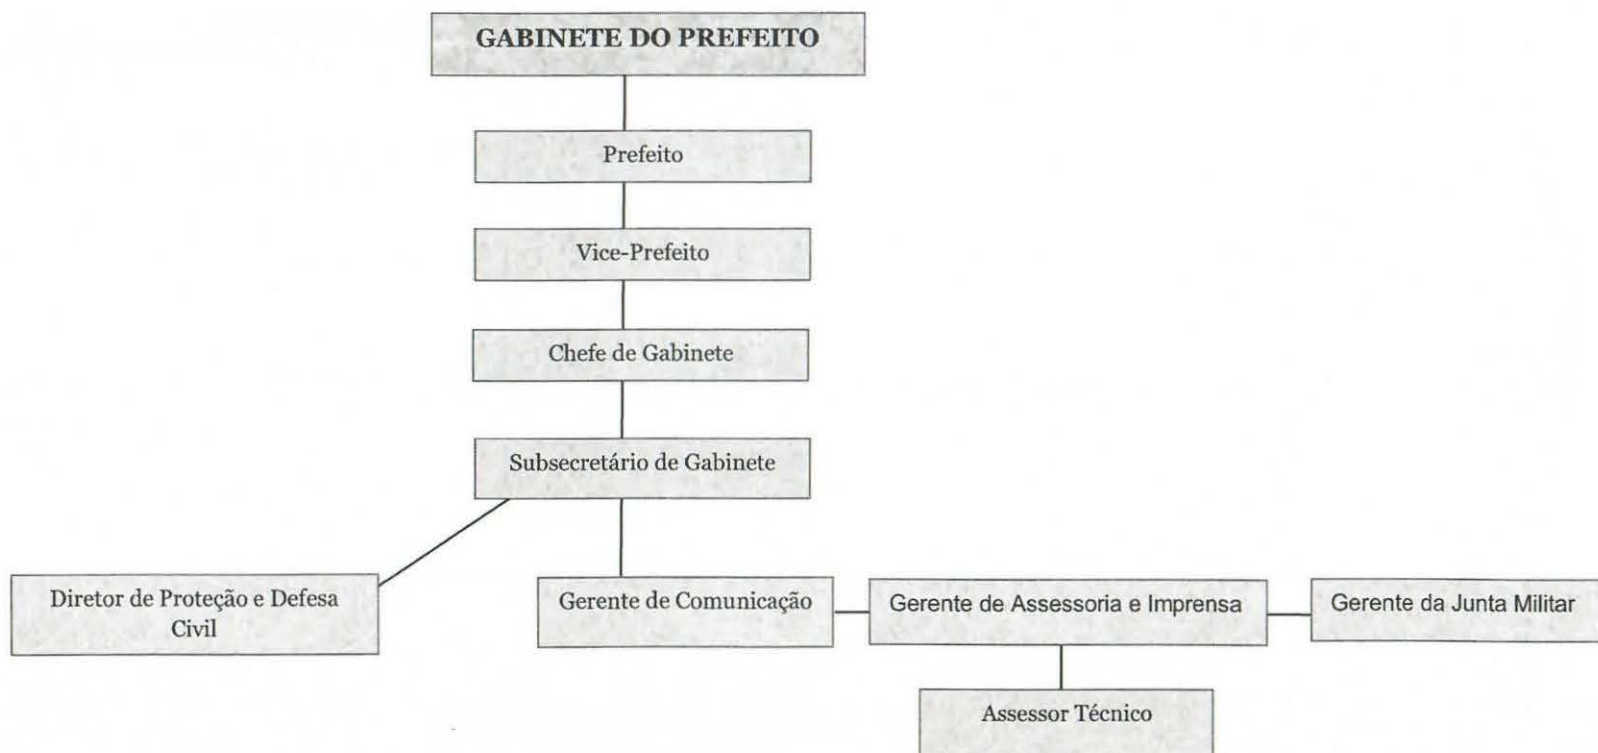 GABINETE DO PREFEITO
Prefeito
Vice-Prefeito
Chefe de Gabinete
Subsecretário de Gabinete
Diretor de Proteção e Defesa
Civil
Gerente de Comunicação
Gerente de Assessoria e Imprensa
Gerente da Junta Militar
Assessor Técnico